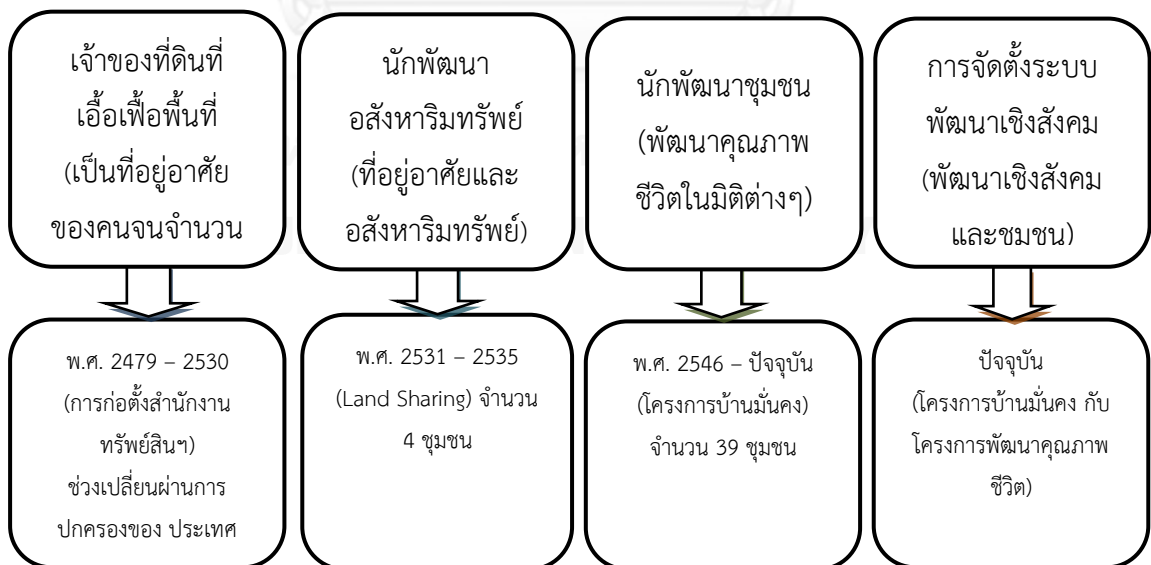 เจ้าของที่ดินที่
เอื้อเฟื้อพื้นที่
(เป็นที่อยู่อาศัย
ของคนจนจำนวน
นักพัฒนา
อสังหาริมทรัพย์
(ที่อยู่อาศัยและ
อสังหาริมทรัพย์)
นักพัฒนาชุมชน
(พัฒนาคุณภาพ
ชีวิตในมิติต่างๆ)
การจัดตั้งระบบ
พัฒนาเชิงสังคม
(พัฒนาเชิงสังคม
และชมชน)
พ.ศ. 2479 – 2530
(การก่อตั้งสำนักงาน
ทรัพย์สินฯ)
ช่วงเปลี่ยนผ่านการ
ปกครองของ ประเทศ
พ.ศ. 2531 – 2535
(Land Sharing) จำนวน
4 ชุมชน
พ.ศ. 2546 – ปัจจุบัน
(โครงการบ้านมั่นคง)
จำนวน 39 ชุมชน
ปัจจุบัน
(โครงการบ้านมั่นคง กับ
โครงการพัฒนาคุณภาพ
ชีวิต)